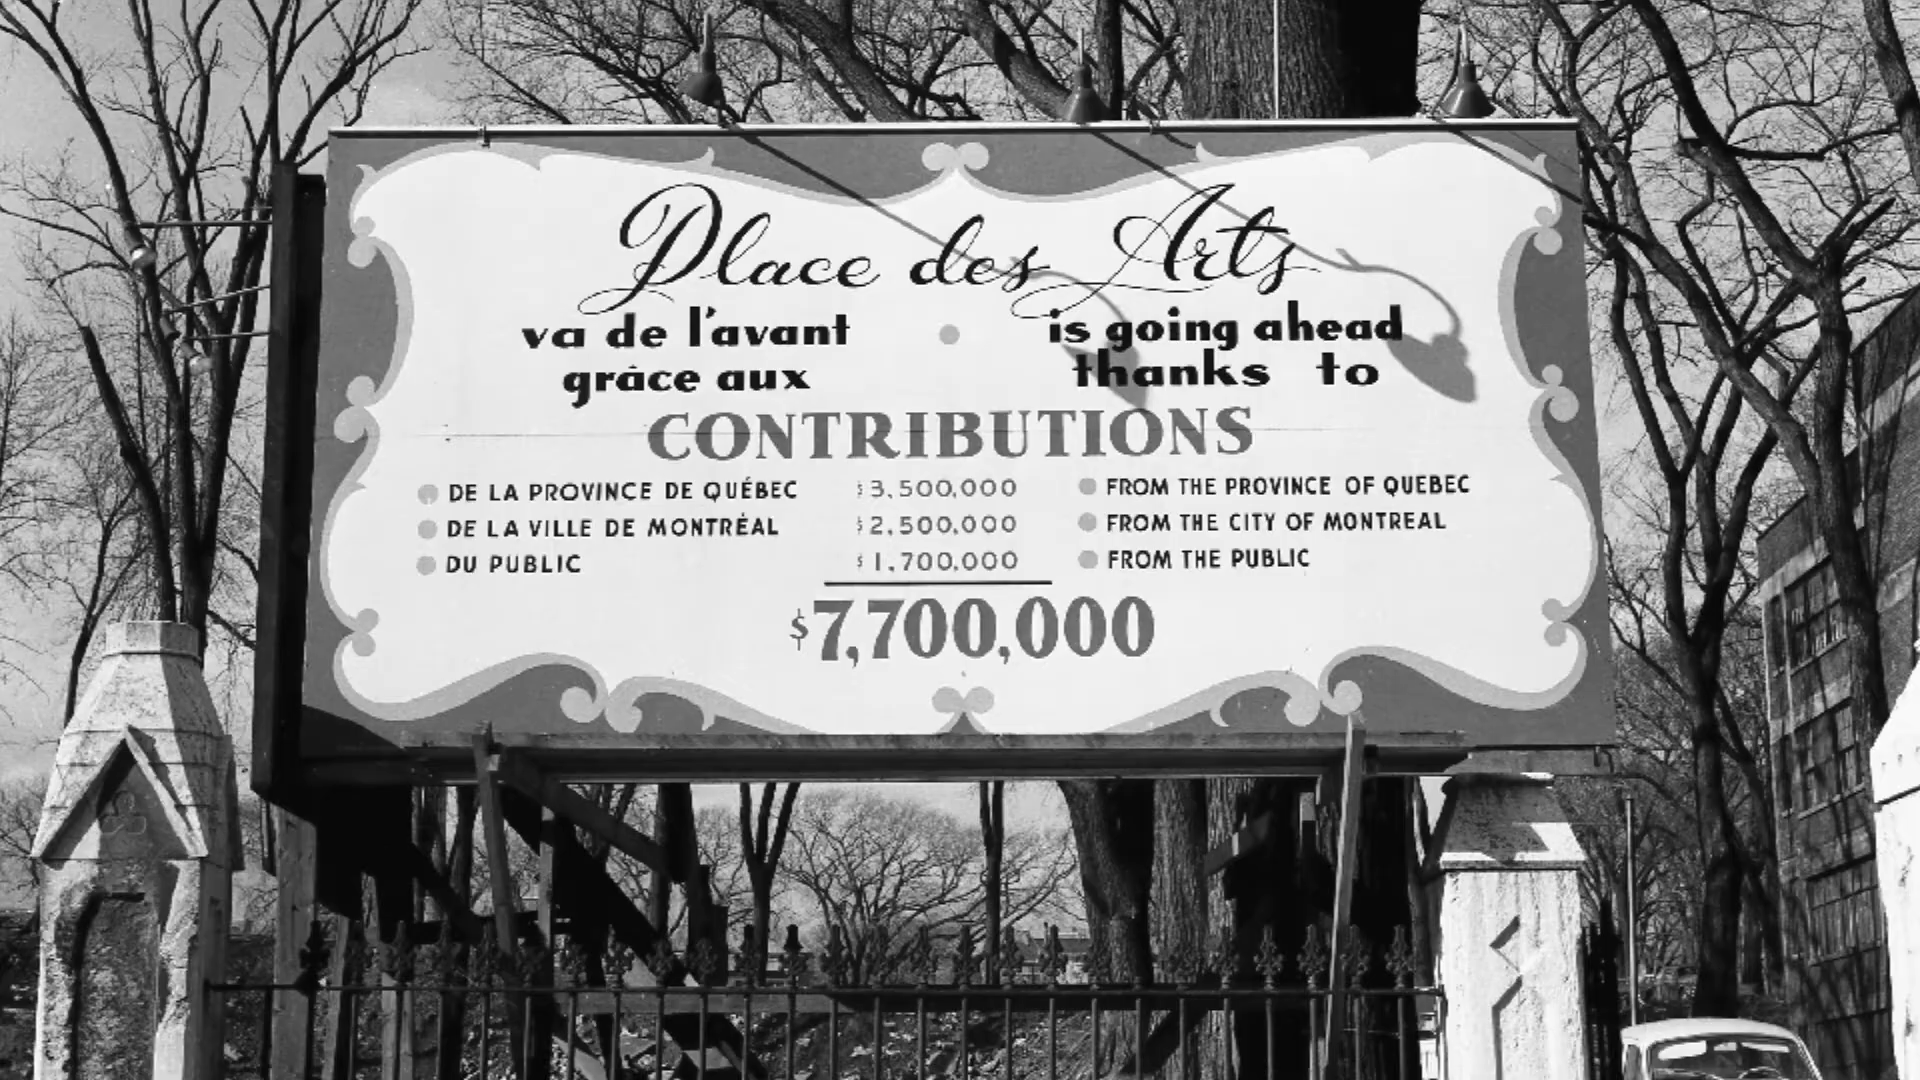 Place des Arts
va de l'avant • is going ahead
grâce aux thanks to
CONTRIBUTIONS
• DE LA PROVINCE DE QUÉBEC $3,500,000 • FROM THE PROVINCE OF QUEBEC
• DE LA VILLE DE MONTRÉAL $2,500,000 • FROM THE CITY OF MONTREAL
• DU PUBLIC $1,700,000 • FROM THE PUBLIC
$7,700,000